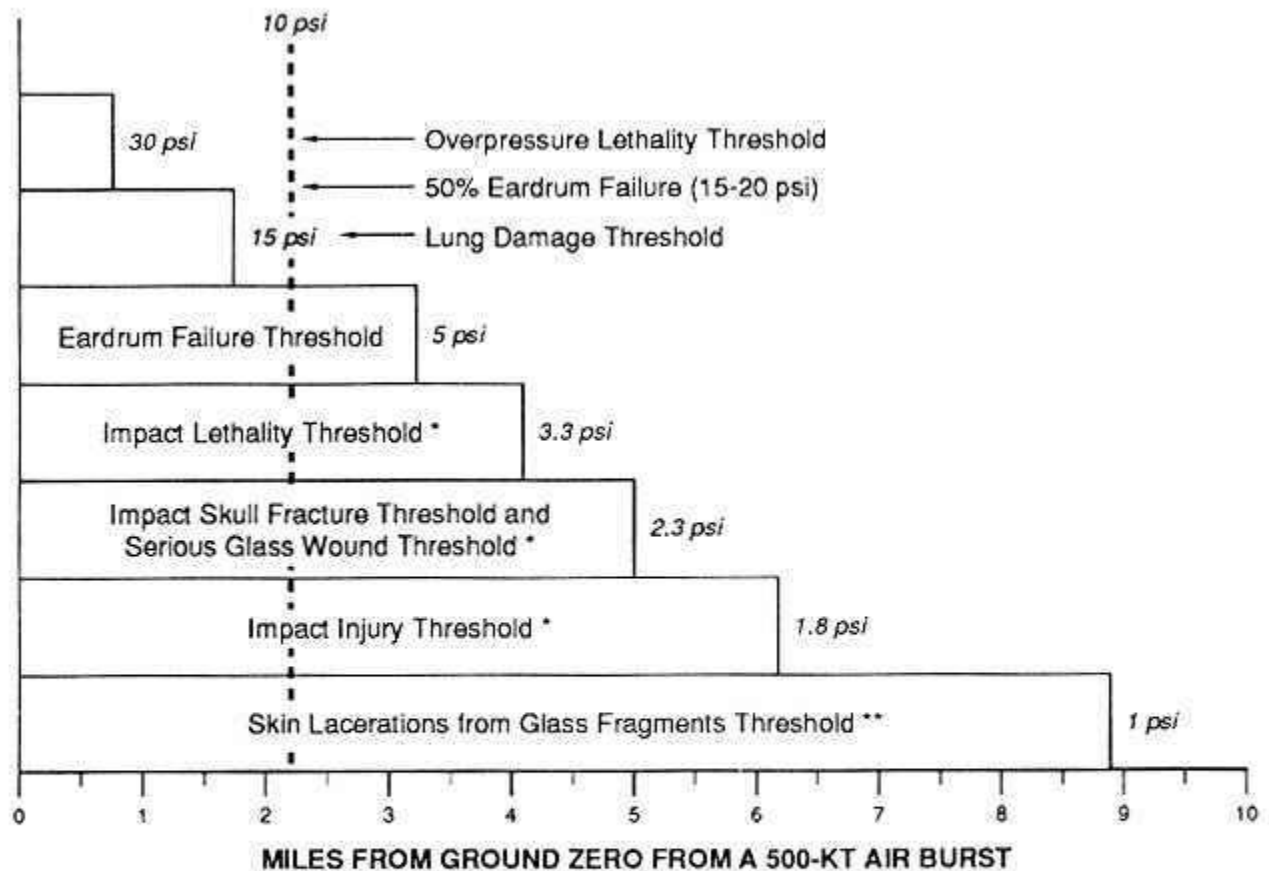 10 psi
30 psi
Overpressure Lethality Threshold
50% Eardrum Failure (15-20 psi)
15 psi
Lung Damage Threshold
Eardrum Failure Threshold
5 psi
Impact Lethality Threshold *
3.3 psi
Impact Skull Fracture Threshold and
Serious Glass Wound Threshold *
2.3 psi
Impact Injury Threshold *
1.8 psi
Skin Lacerations from Glass Fragments Threshold **
1 psi
0 1 2 3 4 5 6 7 8 9 10
MILES FROM GROUND ZERO FROM A 500-KT AIR BURST